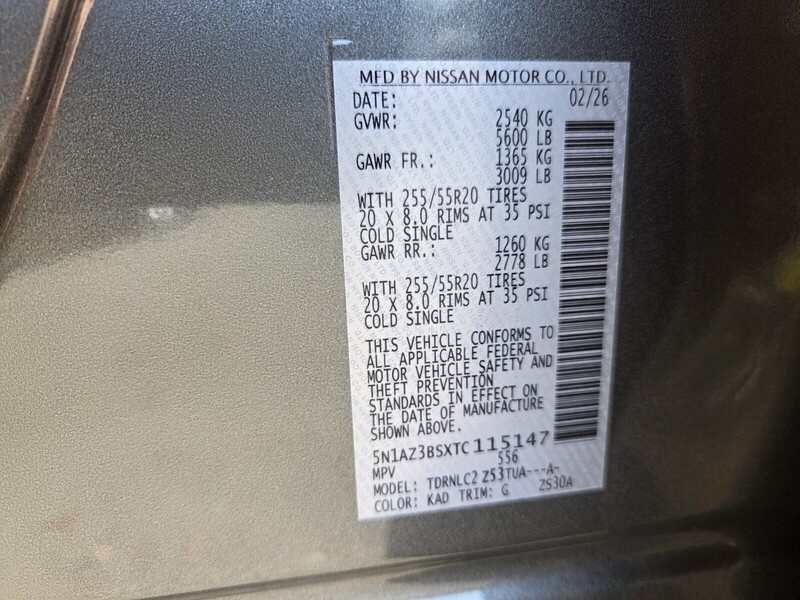 MFD BY NISSAN MOTOR CO., LTD.
DATE: 02/26
GVWR: 2540 KG
5600 LB
GAWR FR.: 1365 KG
3009 LB
WITH 255/55R20 TIRES
20 X 8.0 RIMS AT 35 PSI
COLD SINGLE
GAWR RR.: 1260 KG
2778 LB
WITH 255/55R20 TIRES
20 X 8.0 RIMS AT 35 PSI
COLD SINGLE
THIS VEHICLE CONFORMS TO
ALL APPLICABLE FEDERAL
MOTOR VEHICLE SAFETY AND
THEFT PREVENTION
STANDARDS IN EFFECT ON
THE DATE OF MANUFACTURE
SHOWN ABOVE.
5N1AZ3BSXTC115147
MPV 556
MODEL: TDRNLC2 Z53TUA---A-
COLOR: KAD TRIM: G ZS30A